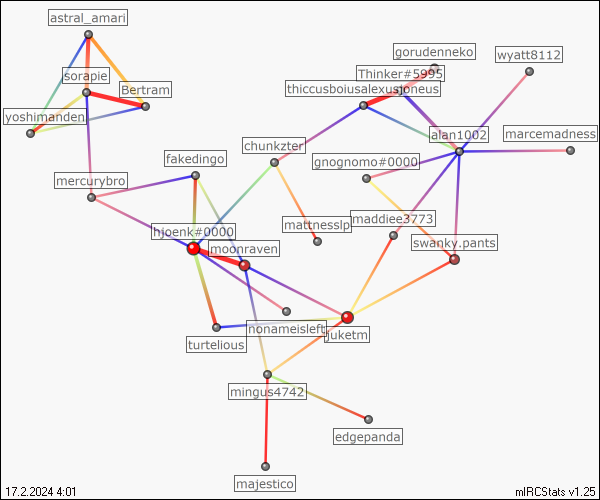 astral_amari
gorudenneko
wyatt8112
sorapie
Thinker#5995
Bertram
thiccusboiusalexustoneus
yoshimanden
alan1002
marcemadness
chunkzter
fakedingo
gnognomo#0000
mercurybro
mattnesslp
maddiee3773
hjoenk#0000
moonraven
swanky.pants
nonameisleft
juketm
turtelious
mingus4742
edgepanda
majestico
17.2.2024 4:01
mIRCStats v1.25